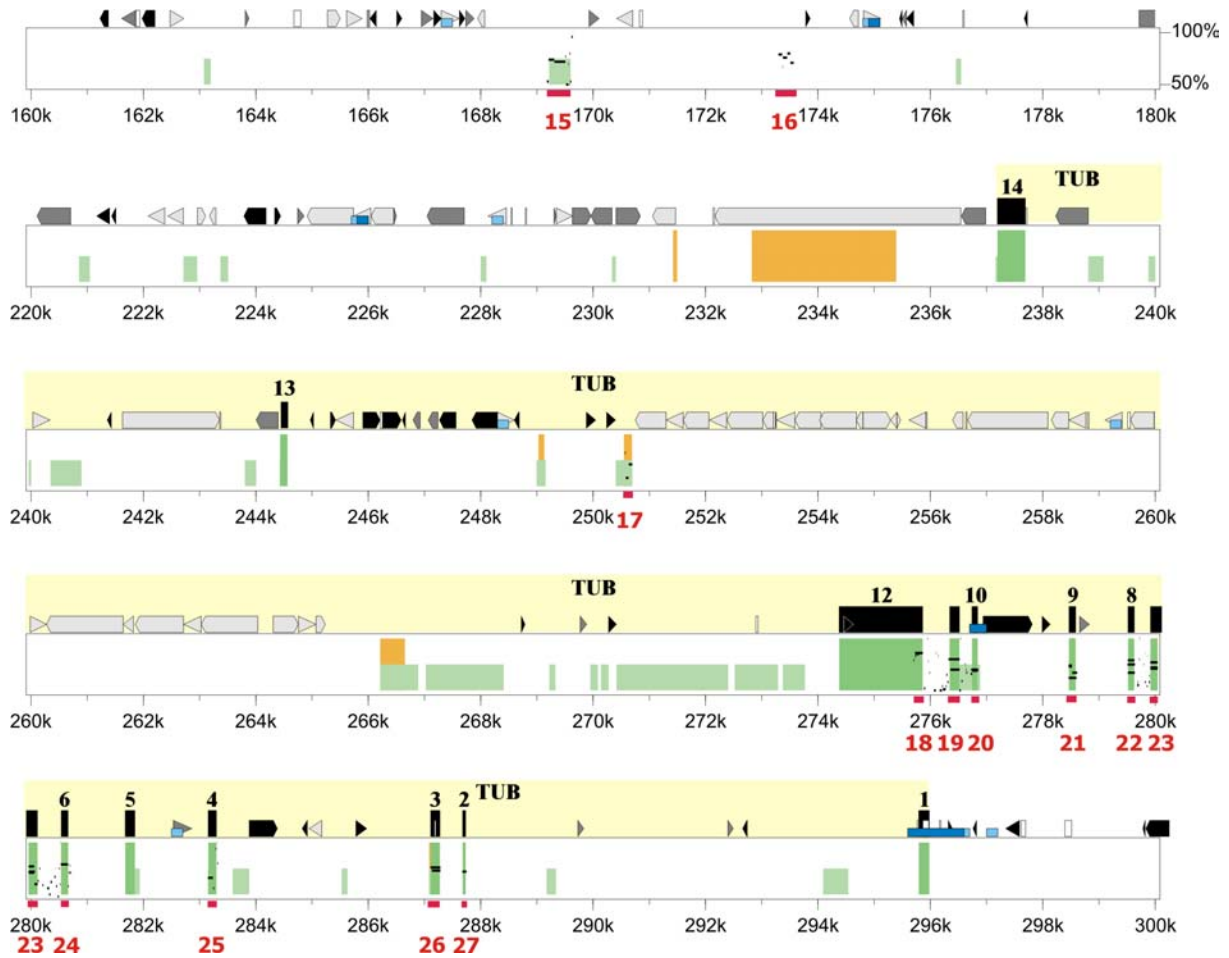 100%
50%
160k 162k 164k 166k 168k 170k 172k 174k 176k 178k 180k
15 16
14 TUB
220k 222k 224k 226k 228k 230k 232k 234k 236k 238k 240k
13 TUB
240k 242k 244k 246k 248k 250k 252k 254k 256k 258k 260k
17
TUB
12 10 9 8
260k 262k 264k 266k 268k 270k 272k 274k 276k 278k 280k
18 19 20 21 22 23
TUB
6 5 4 3 2 1
280k 282k 284k 286k 288k 290k 292k 294k 296k 298k 300k
23 24 25 26 27